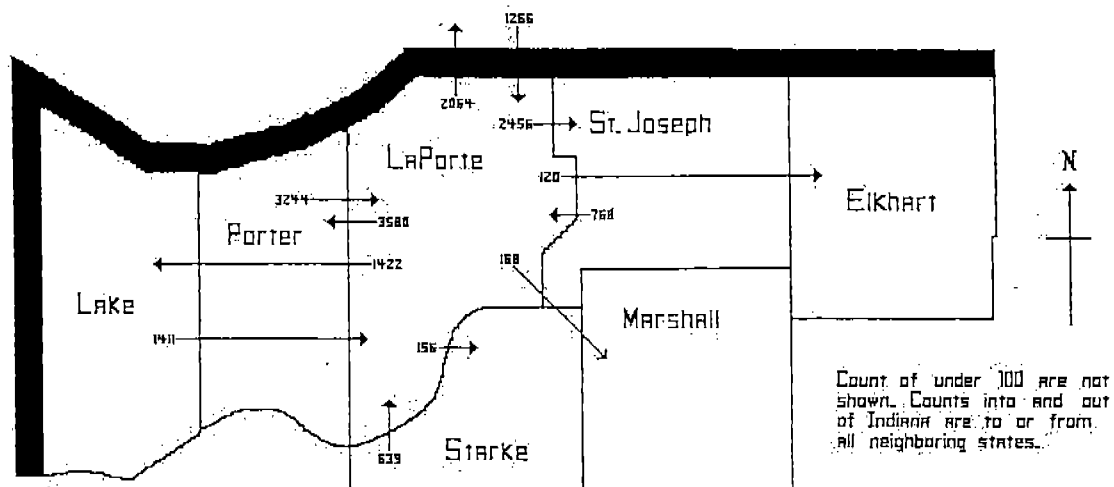 1266
2064
2456
St. Joseph
LaPorte
120
N
3244
Elkhart
3580
768
Porter
1422
168
Lake
Marshall
1411
156
Count of under 100 are not
shown. Counts into and out
of Indiana are to or from
all neighboring states.
639
Starke